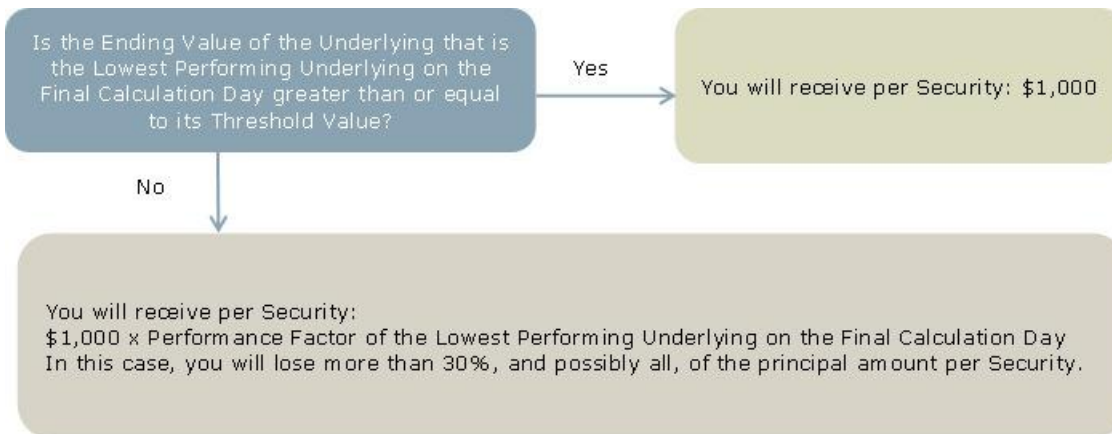 Is the Ending Value of the Underlying that is
the Lowest Performing Underlying on the
Final Calculation Day greater than or equal
to its Threshold Value?
Yes
You will receive per Security: $1,000
No
You will receive per Security:
$1,000 x Performance Factor of the Lowest Performing Underlying on the Final Calculation Day
In this case, you will lose more than 30%, and possibly all, of the principal amount per Security.